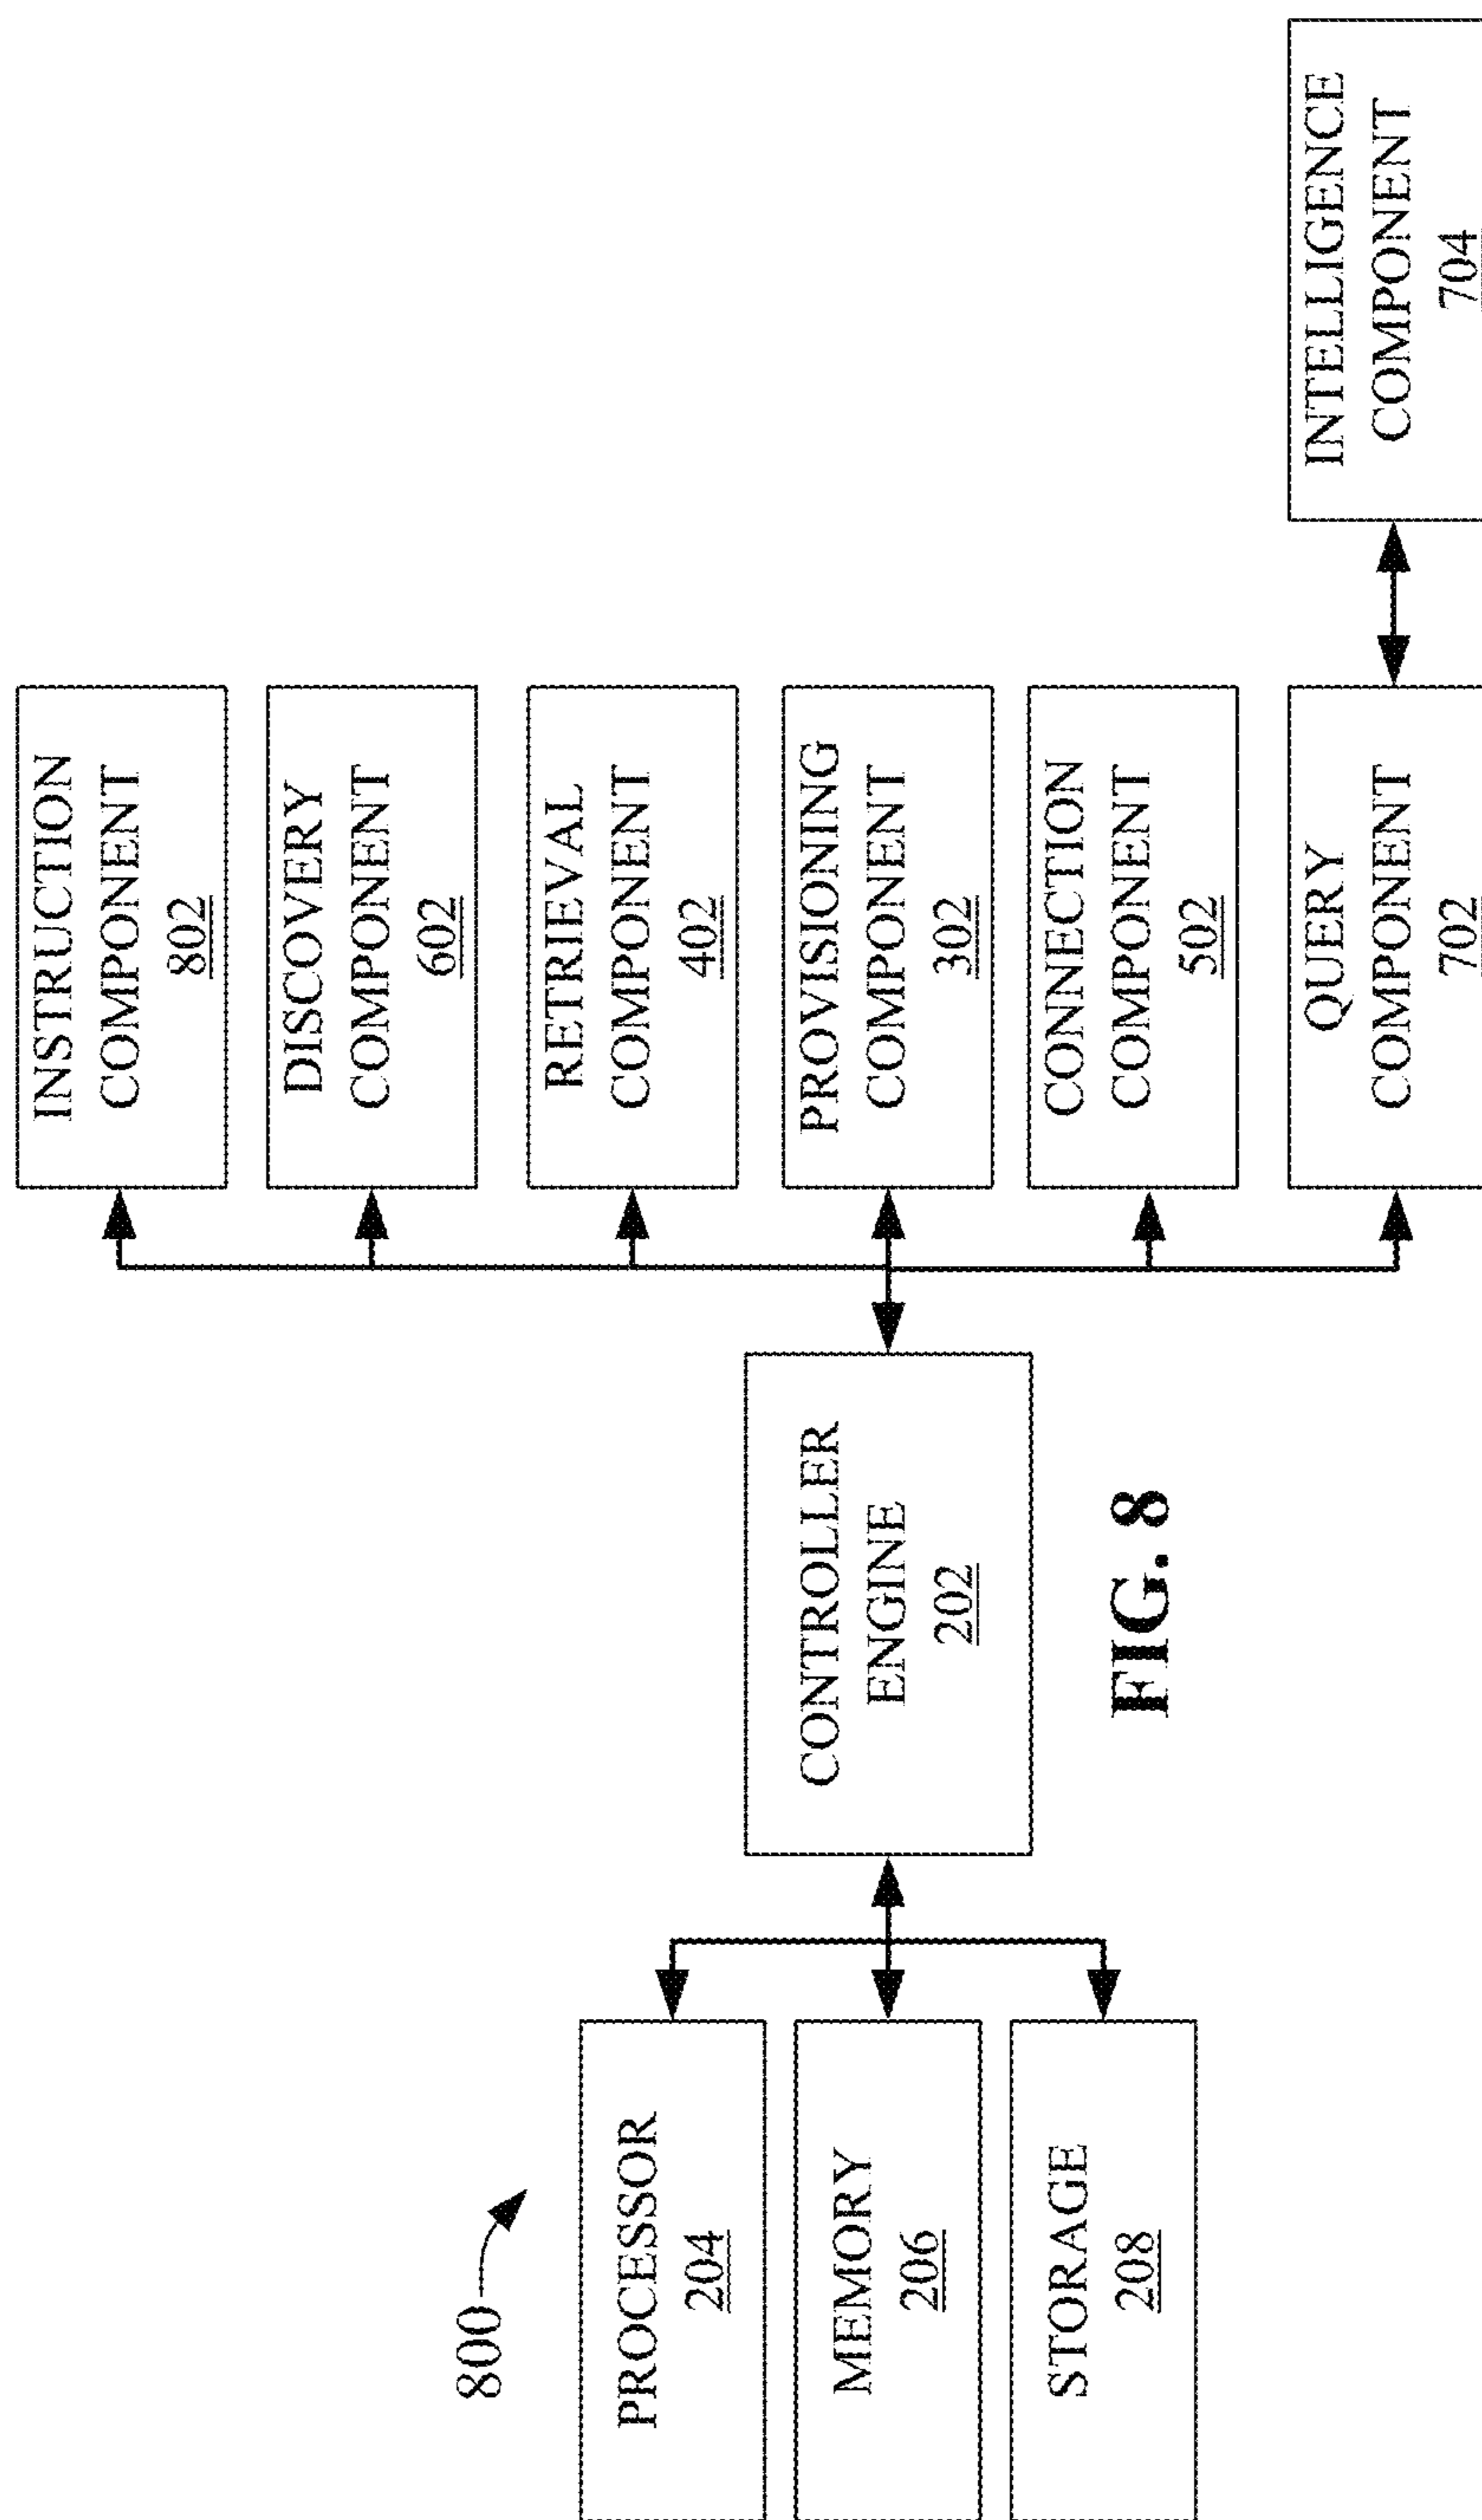 800
PROCESSOR
204
MEMORY
206
STORAGE
208
CONTROLLER
ENGINE
202
INSTRUCTION
COMPONENT
802
DISCOVERY
COMPONENT
602
RETRIEVAL
COMPONENT
402
PROVISIONING
COMPONENT
302
CONNECTION
COMPONENT
502
QUERY
COMPONENT
702
INTELLIGENCE
COMPONENT
704
FIG. 8